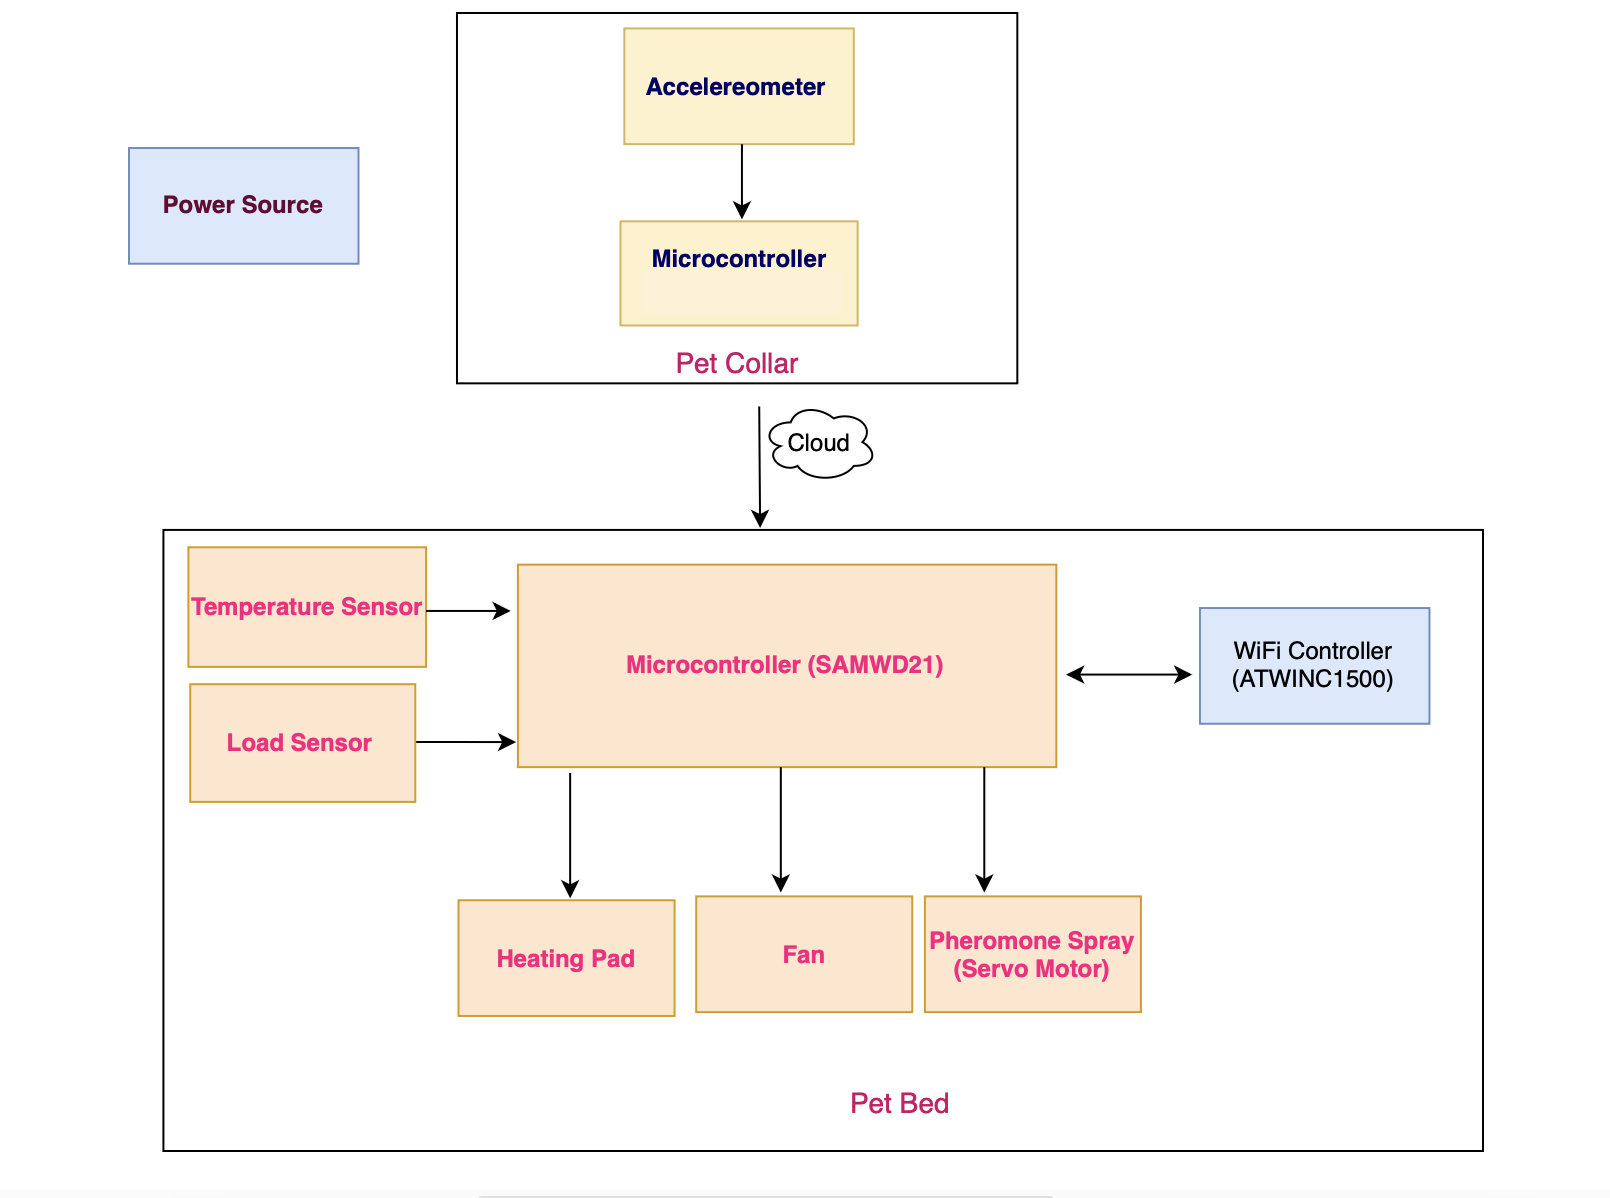 Accelereometer
Power Source
Microcontroller
Pet Collar
Cloud
Temperature Sensor
Microcontroller (SAMWD21)
WiFi Controller
(ATWINC1500)
Load Sensor
Heating Pad
Fan
Pheromone Spray
(Servo Motor)
Pet Bed